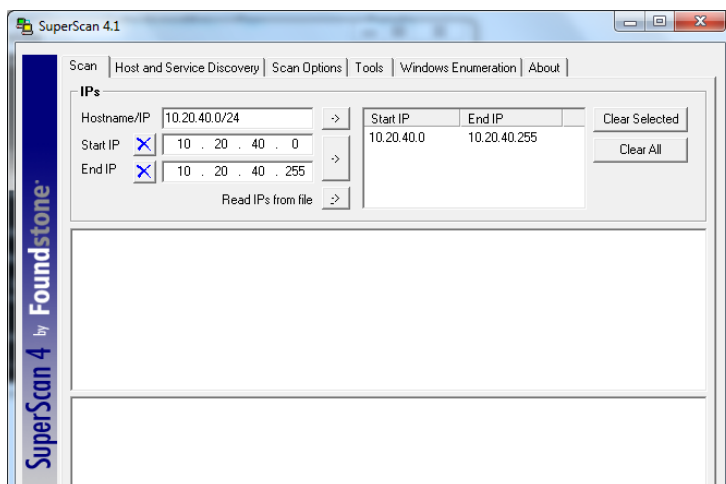 SuperScan 4.1
Scan Host and Service Discovery Scan Options Tools Windows Enumeration About
IPs
Hostname/IP 10.20.40.0/24 ->
Start IP 10 . 20 . 40 . 0
End IP 10 . 20 . 40 . 255
->
Read IPs from file ->
Start IP End IP
10.20.40.0 10.20.40.255
Clear Selected
Clear All
SuperScan 4 by Foundstone